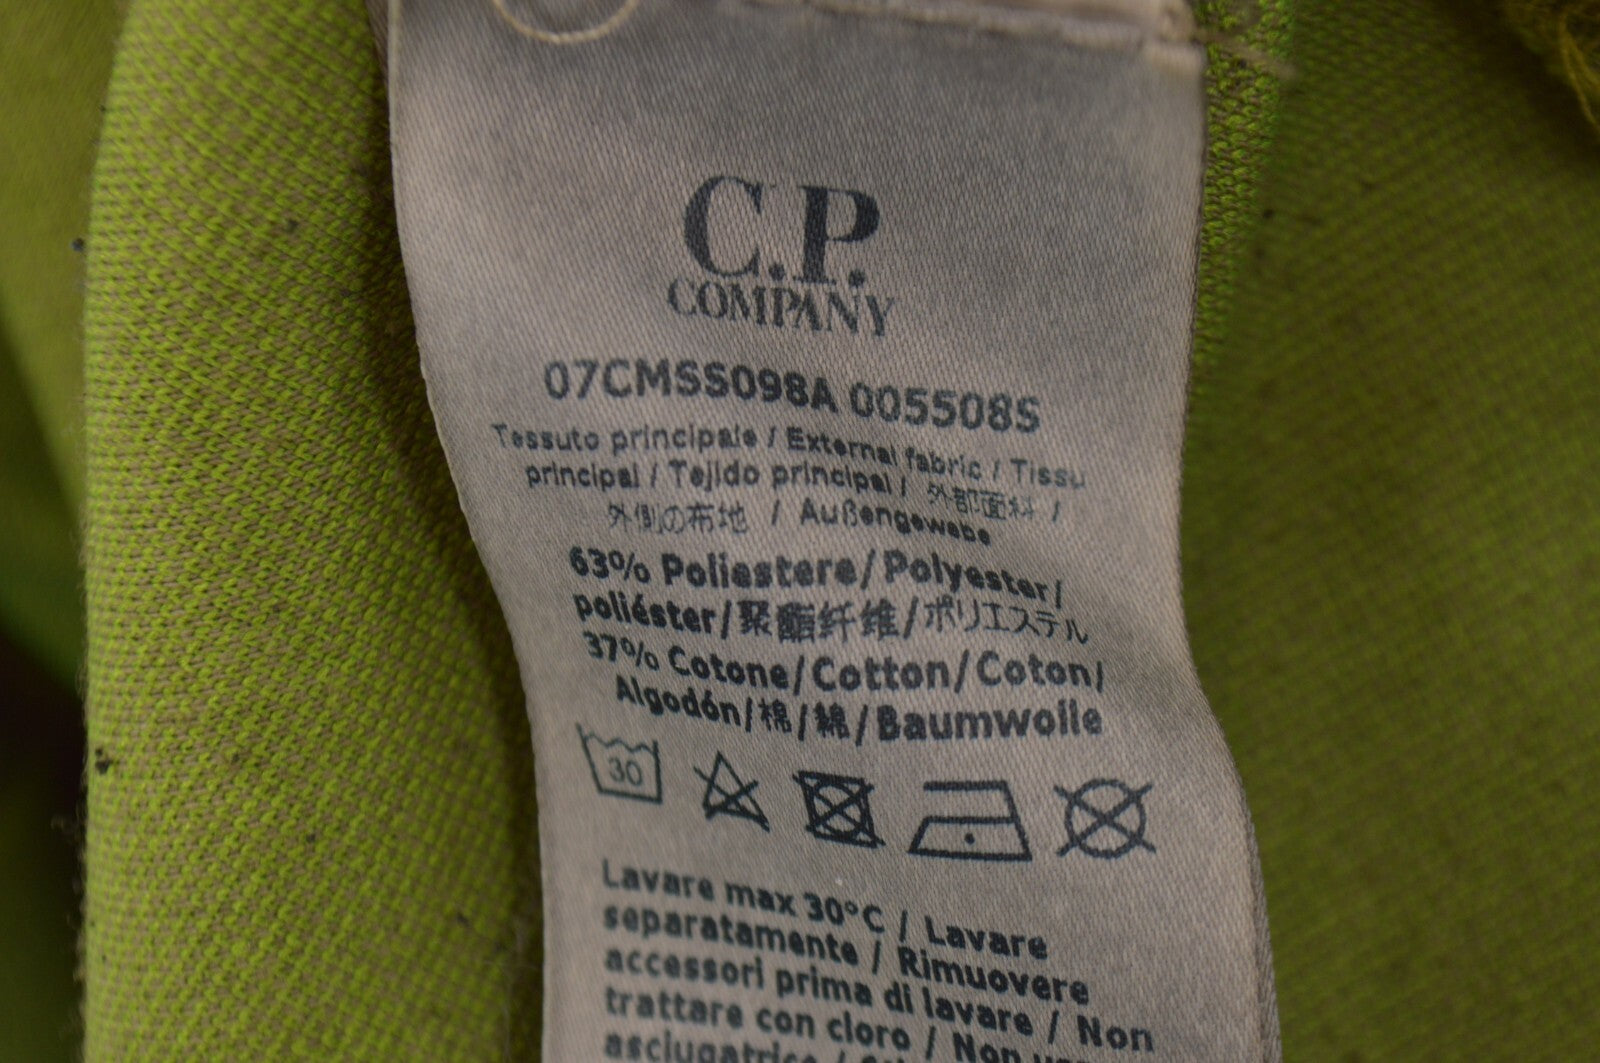 C.P.
COMPANY
07CMSS098A 005508S
Tessuto principale / External fabric / Tissu
principal / Tejido principal / 外部面料 /
外側の布地 / Außengewebe
63% Poliestere/Polyester/
poliéster/聚酯纤维/ポリエステル
37% Cotone/Cotton/Coton/
Algodón/棉/綿/Baumwolle
30
Lavare max 30°C / Lavare
separatamente / Rimuovere
accessori prima di lavare / Non
trattare con cloro / Non
asciugatrice /